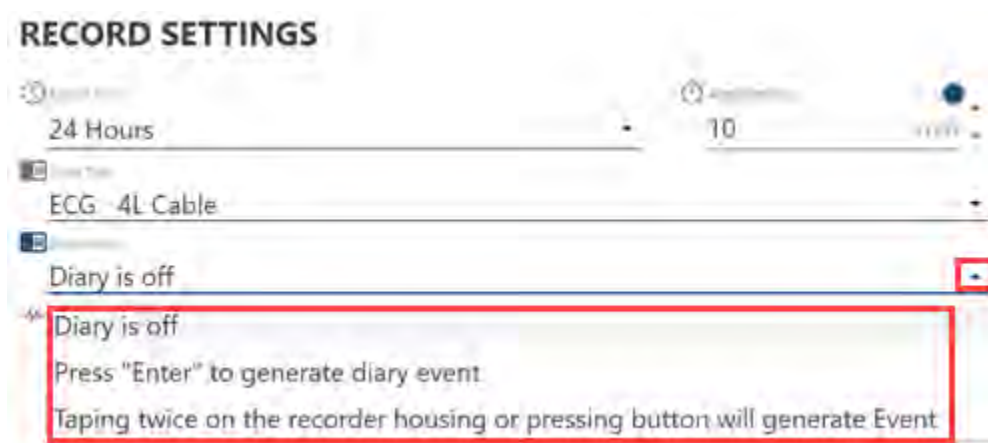 RECORD SETTINGS
24 Hours
10
ECG 4L Cable
Diary is off
Diary is off
Press "Enter" to generate diary event
Taping twice on the recorder housing or pressing button will generate Event